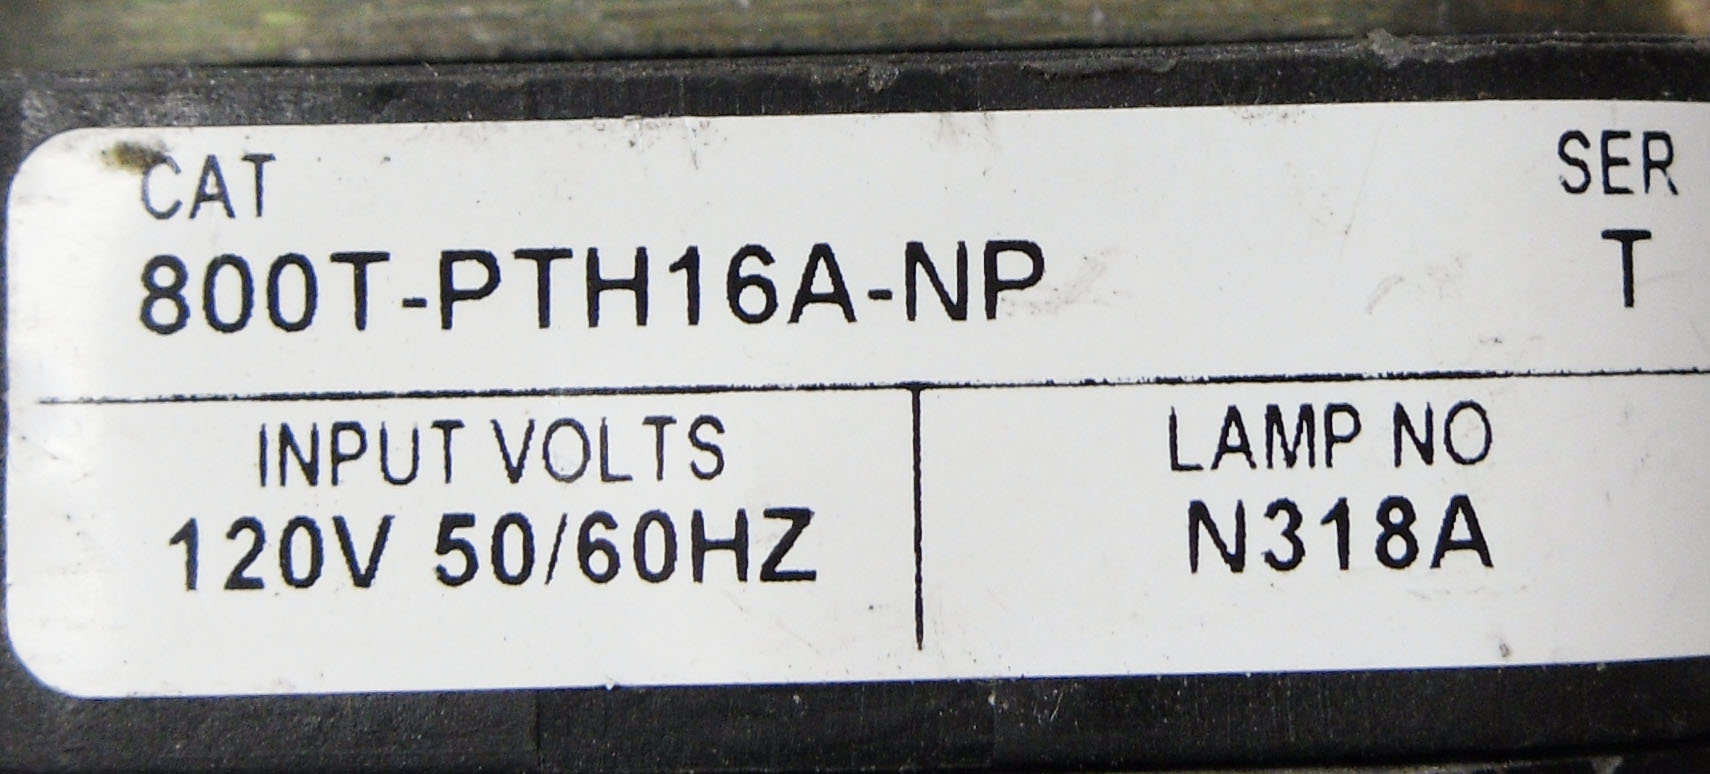 CAT SER
800T-PTH16A-NP T
INPUT VOLTS LAMP NO
120V 50/60HZ N318A